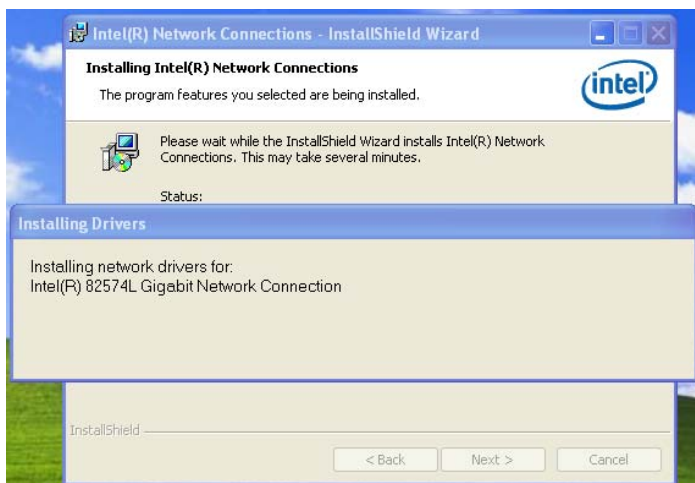 Intel(R) Network Connections - InstallShield Wizard
Installing Intel(R) Network Connections
The program features you selected are being installed.
intel
Please wait while the InstallShield Wizard installs Intel(R) Network
Connections. This may take several minutes.
Status:
Installing Drivers
Installing network drivers for:
Intel(R) 82574L Gigabit Network Connection
InstallShield
< Back Next > Cancel